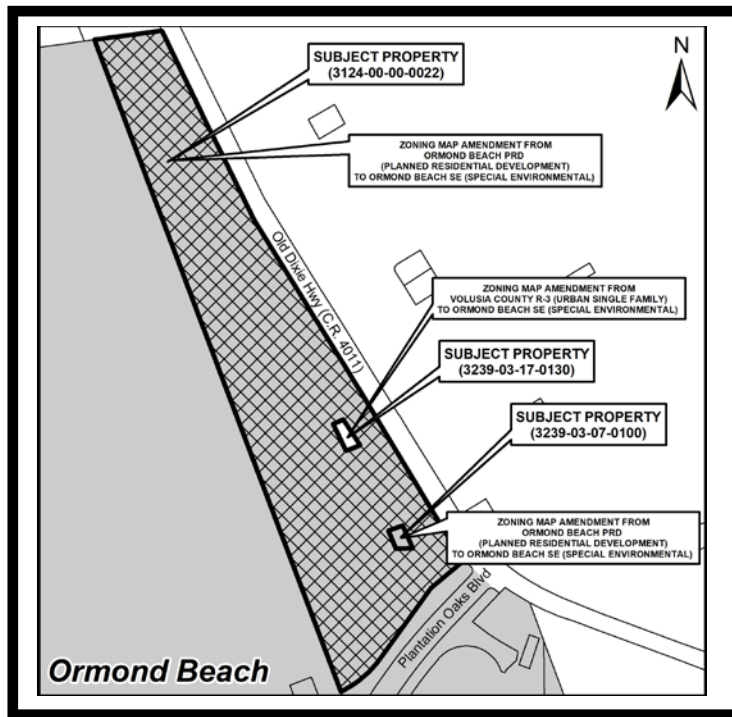 N
SUBJECT PROPERTY
(3124-00-00-0022)
ZONING MAP AMENDMENT FROM
ORMOND BEACH PRD
(PLANNED RESIDENTIAL DEVELOPMENT)
TO ORMOND BEACH SE (SPECIAL ENVIRONMENTAL)
Old Dixie Hwy (C.R. 4011)
ZONING MAP AMENDMENT FROM
VOLUSIA COUNTY R-3 (URBAN SINGLE FAMILY)
TO ORMOND BEACH SE (SPECIAL ENVIRONMENTAL)
SUBJECT PROPERTY
(3239-03-17-0130)
SUBJECT PROPERTY
(3239-03-07-0100)
ZONING MAP AMENDMENT FROM
ORMOND BEACH PRD
(PLANNED RESIDENTIAL DEVELOPMENT)
TO ORMOND BEACH SE (SPECIAL ENVIRONMENTAL)
Plantation Oaks Blvd
Ormond Beach